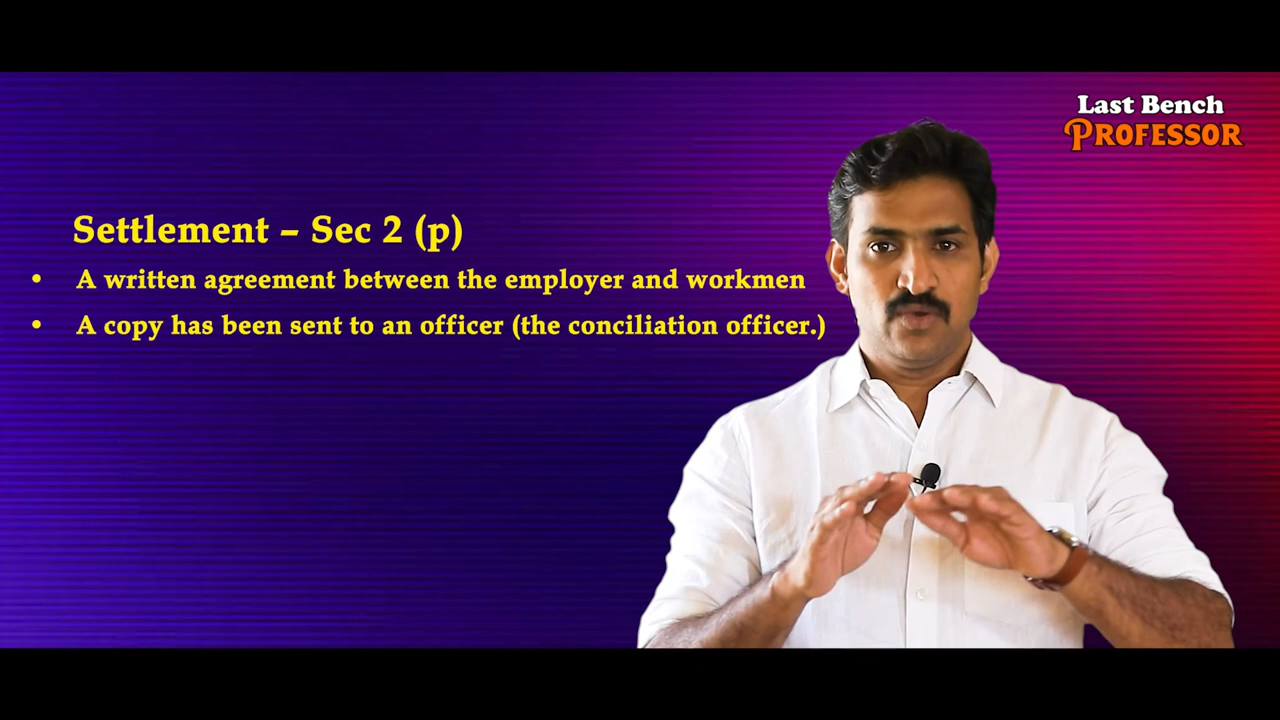 Last Bench
Professor
Settlement – Sec 2 (p)
• A written agreement between the employer and workmen
• A copy has been sent to an officer (the conciliation officer.)